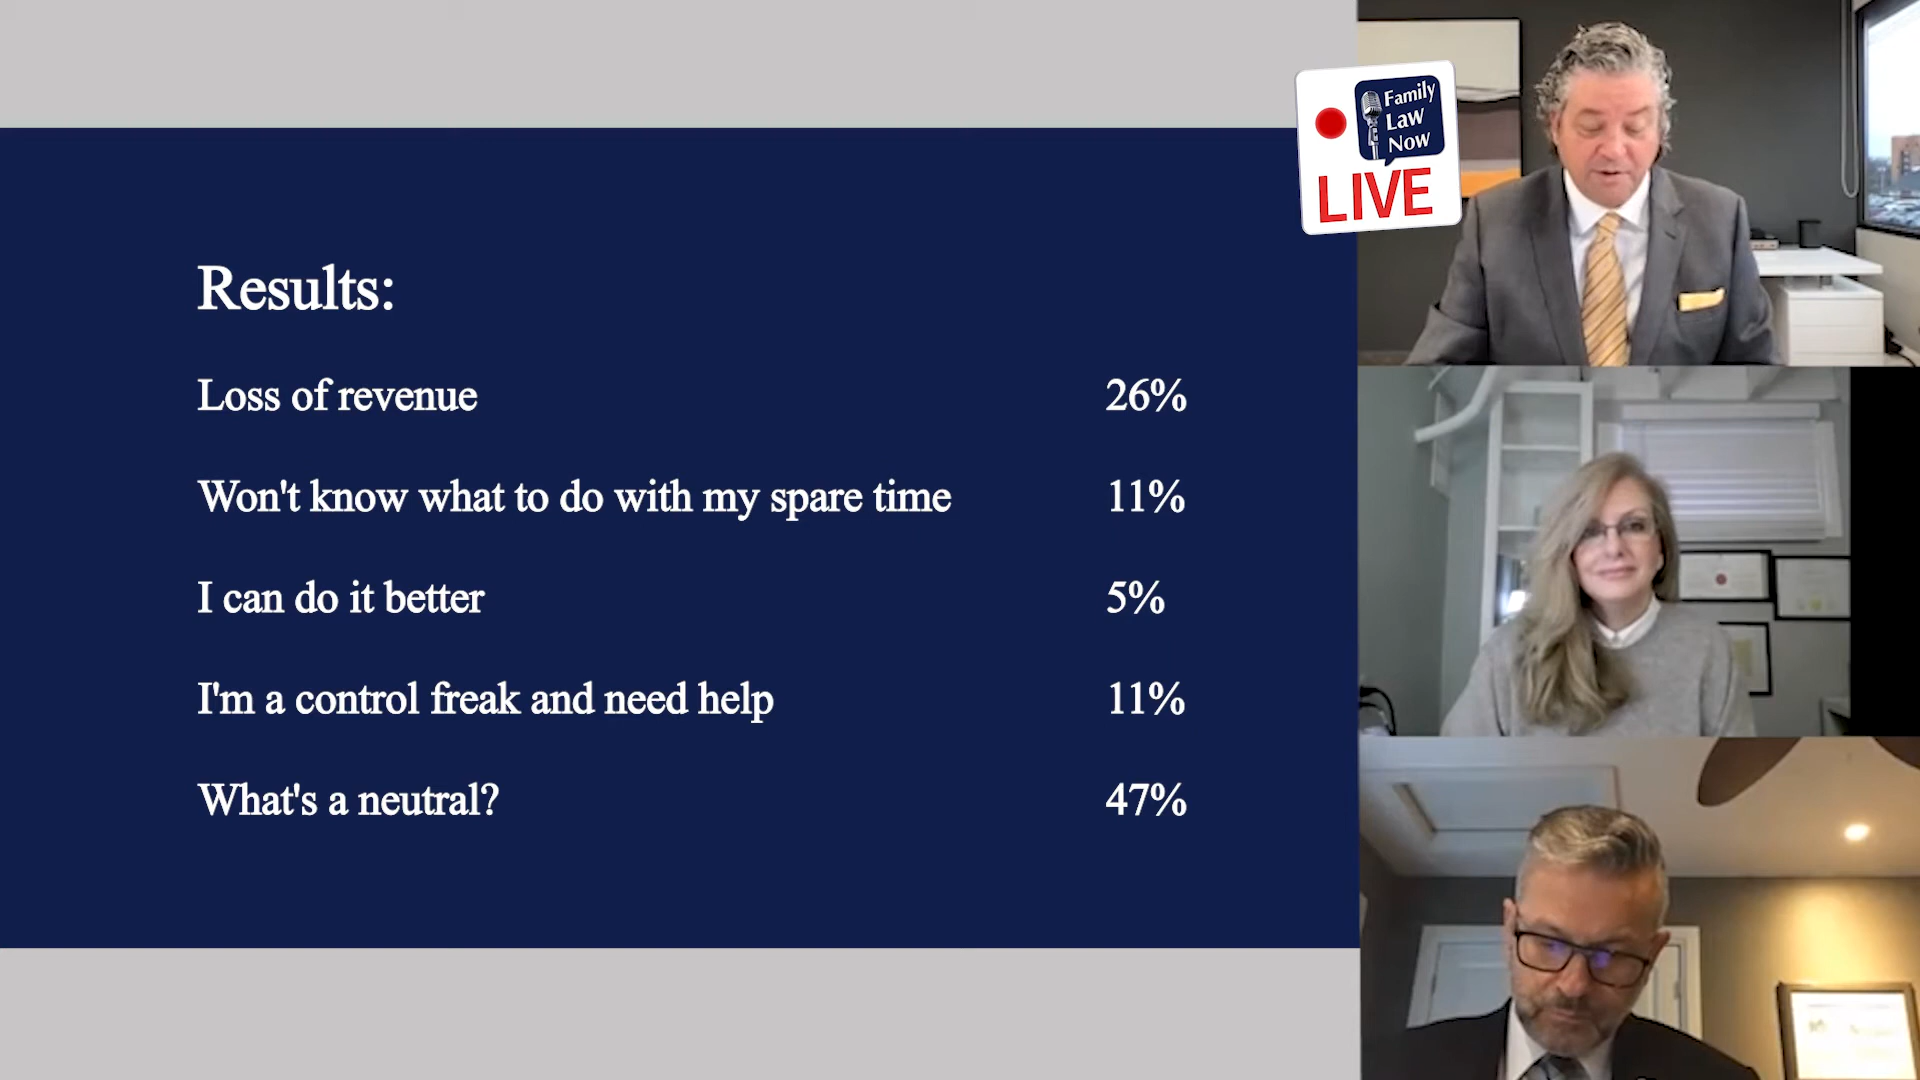 Results:
Loss of revenue 26%
Won't know what to do with my spare time 11%
I can do it better 5%
I'm a control freak and need help 11%
What's a neutral? 47%
Family
Law
Now
LIVE